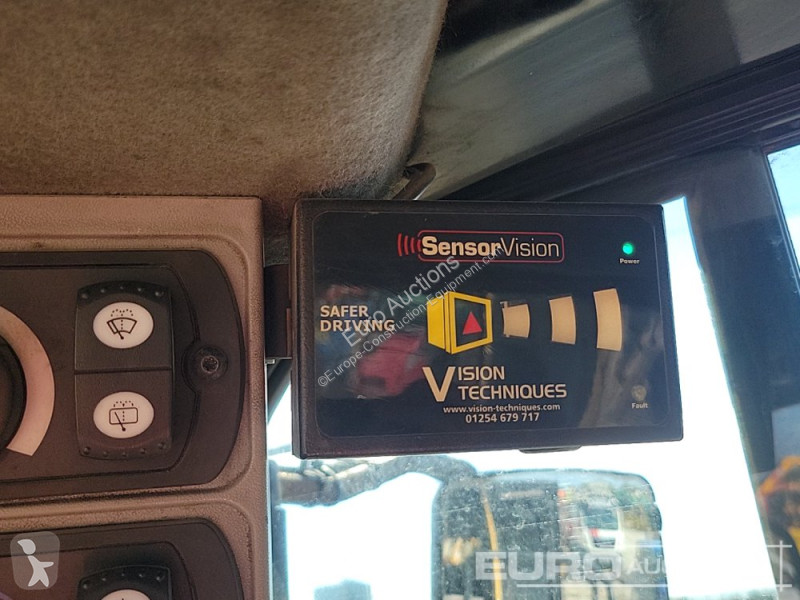 SensorVision
Power
SAFER
DRIVING
VISION
TECHNIQUES
www.vision-techniques.com
01254 679 717
Fault
Euro Auctions
©Europe-Construction-Equipment.com
EURO